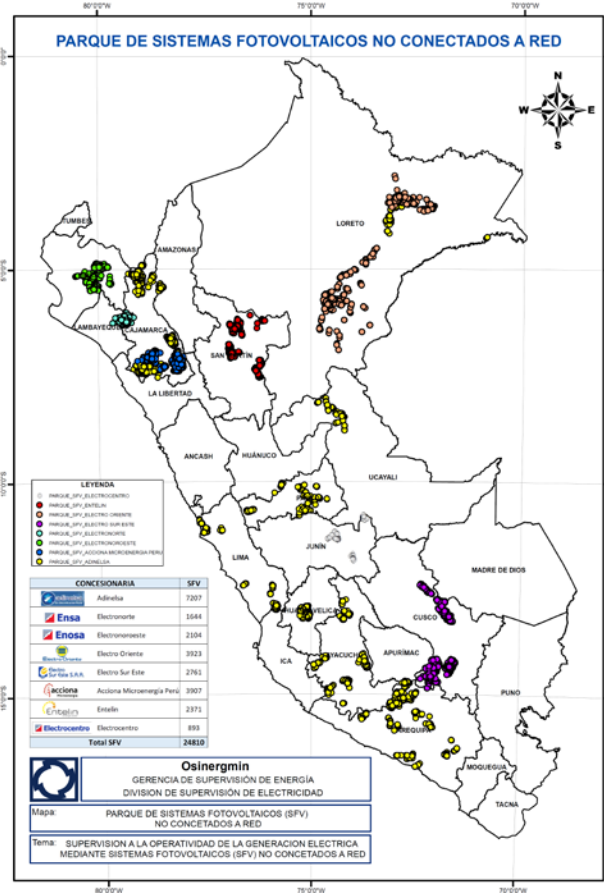 80°0'0"W 75°0'0"W 70°0'0"W
PARQUE DE SISTEMAS FOTOVOLTAICOS NO CONECTADOS A RED
0°0'0"
N
W E
S
TUMBES
LORETO
AMAZONAS
LAMBAYEQUE CAJAMARCA
SAN MARTÍN
LA LIBERTAD
ANCASH HUÁNUCO
UCAYALI
10°0'0"S
LIMA JUNÍN
MADRE DE DIOS
CUSCO
ICA APURÍMAC
PUNO
15°0'0"S
AREQUIPA
MOQUEGUA
TACNA
LEYENDA
PARQUE_SFV_ELECTROCENTRO
PARQUE_SFV_ENTELIN
PARQUE_SFV_ELECTRO ORIENTE
PARQUE_SFV_ELECTRO SUR ESTE
PARQUE_SFV_ELECTRONORTE
PARQUE_SFV_ELECTRONOROESTE
PARQUE_SFV_ACCIONA MICROENERGIA PERU
PARQUE_SFV_ADINELSA
CONCESIONARIA SFV
adinelsa Adinelsa 7207
Ensa Electronorte 1644
Enosa Electronoroeste 2104
Electro Oriente Electro Oriente 3923
Electro Sur Este S.A.A. Electro Sur Este 2761
acciona Acciona Microenergía Perú 3907
Entelin Entelin 2371
Electrocentro Electrocentro 893
Total SFV 24810
Osinergmin
GERENCIA DE SUPERVISIÓN DE ENERGÍA
DIVISION DE SUPERVISIÓN DE ELECTRICIDAD
Mapa: PARQUE DE SISTEMAS FOTOVOLTAICOS (SFV)
NO CONCETADOS A RED
Tema: SUPERVISION A LA OPERATIVIDAD DE LA GENERACION ELECTRICA
MEDIANTE SISTEMAS FOTOVOLTAICOS (SFV) NO CONCETADOS A RED
80°0'0"W 75°0'0"W 70°0'0"W